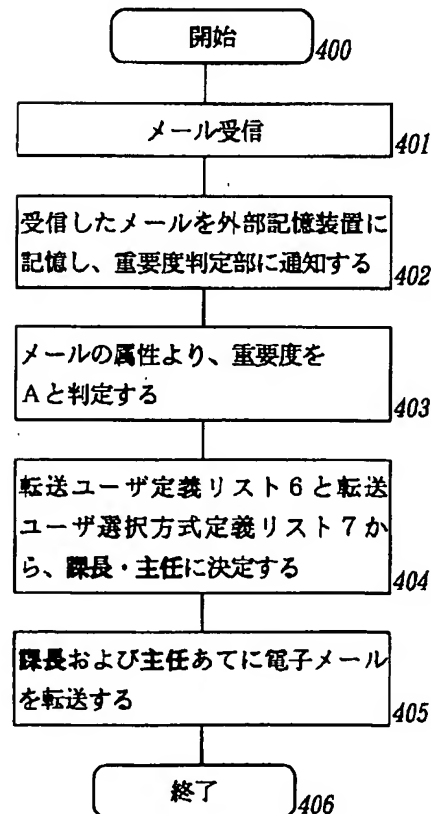 開始
400
メール受信
401
受信したメールを外部記憶装置に
記憶し、重要度判定部に通知する
402
メールの属性より、重要度を
Aと判定する
403
転送ユーザ定義リスト6と転送
ユーザ選択方式定義リスト7か
ら、課長・主任に決定する
404
課長および主任あてに電子メール
を転送する
405
終了
406